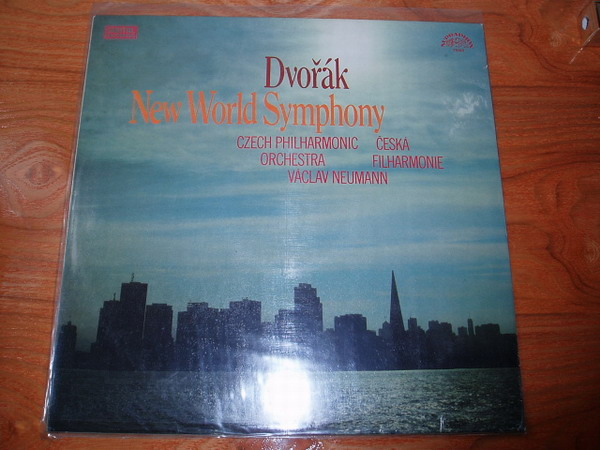 Dvořák
New World Symphony
CZECH PHILHARMONIC ČESKÁ
ORCHESTRA FILHARMONIE
VÁCLAV NEUMANN